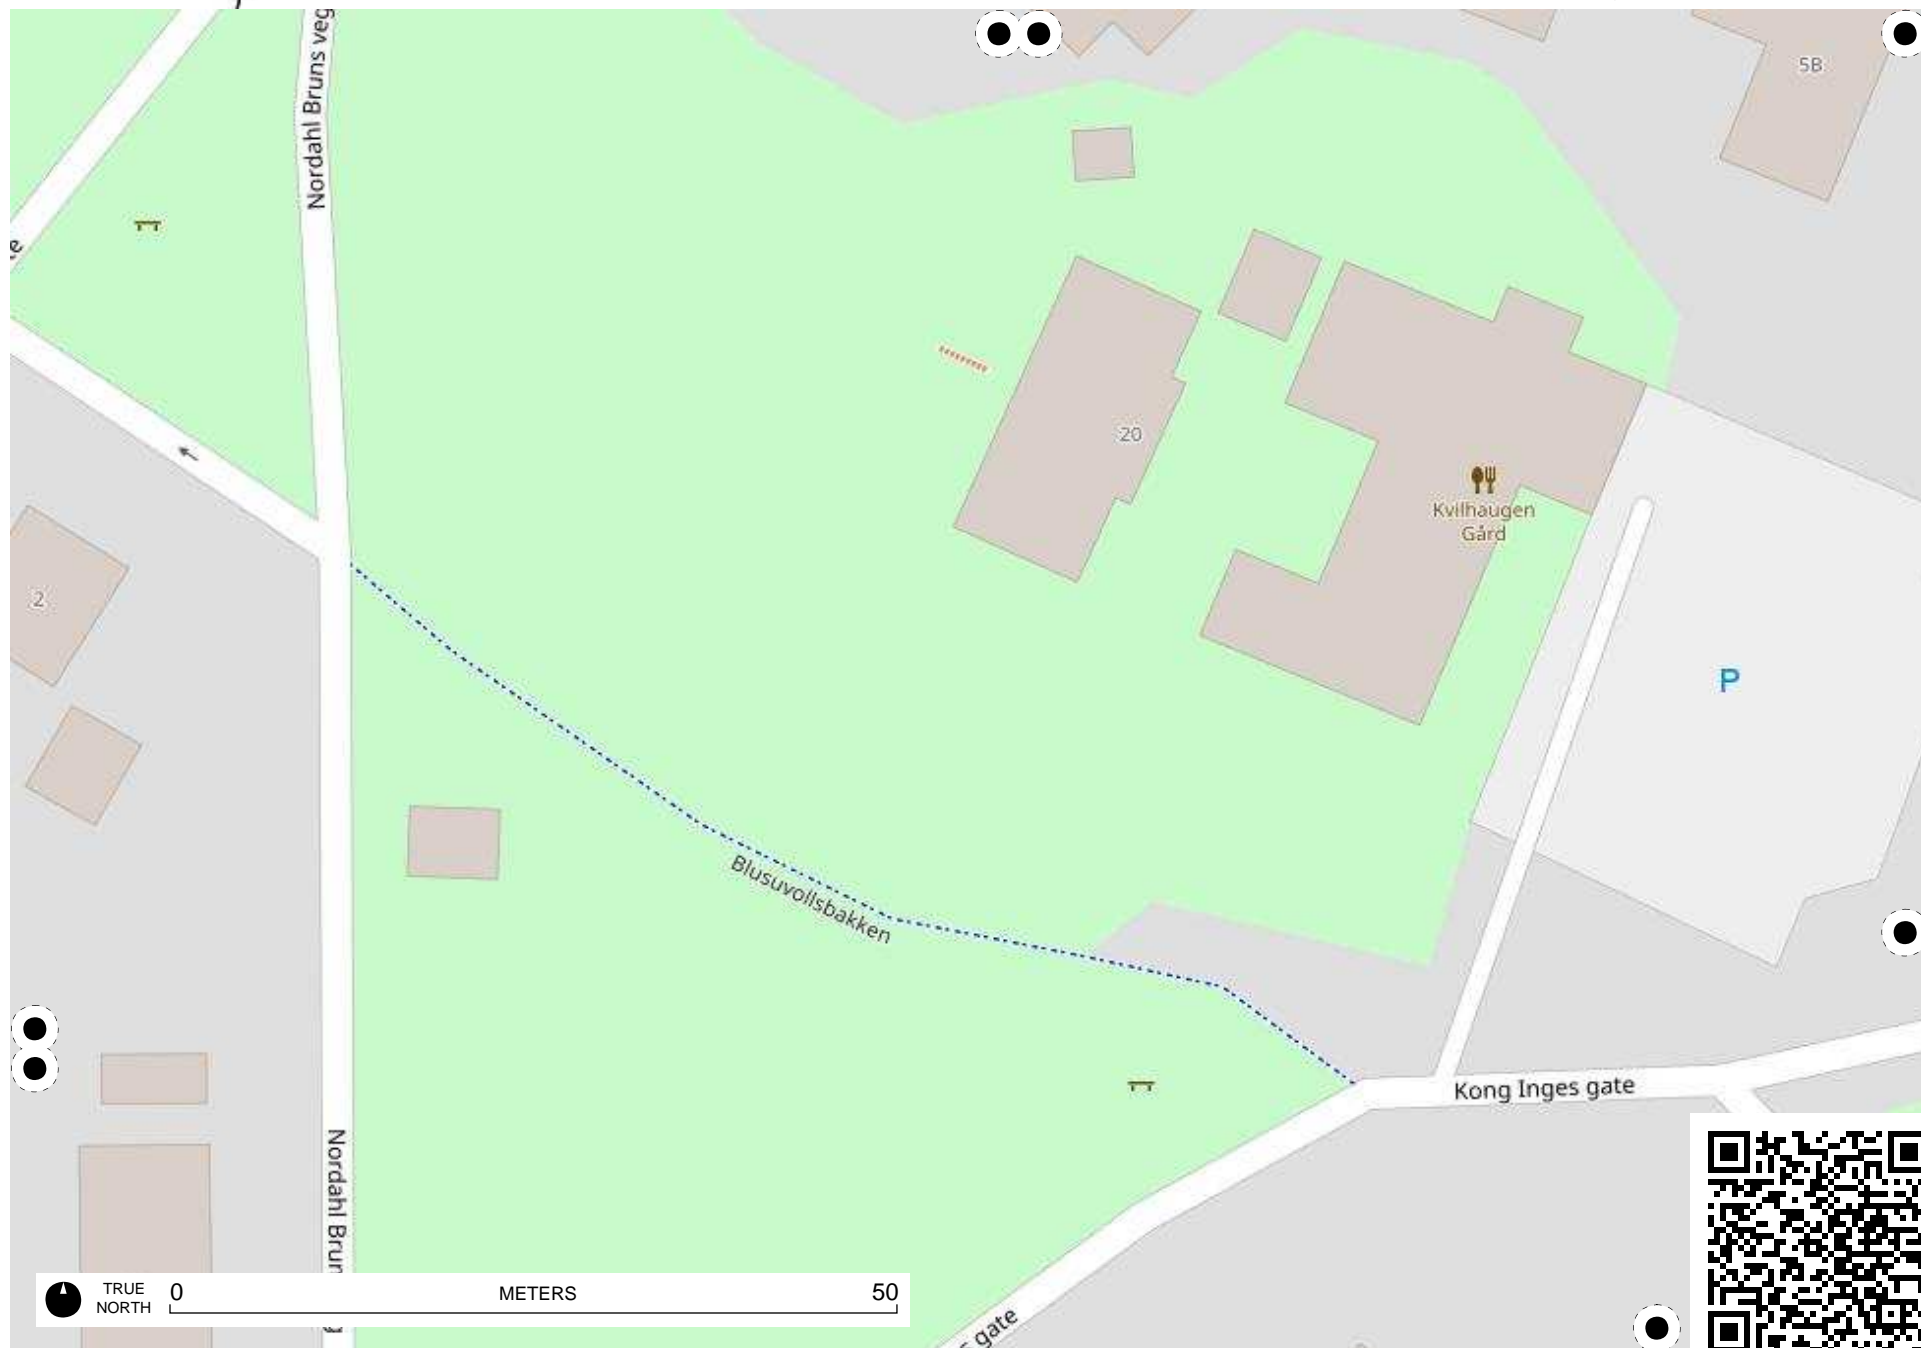 Nordahl Bruns veg
5B
te
20
Kvilhaugen
Gård
2
P
Blusuvollsbakken
Kong Inges gate
Nordahl Brun
s gate
TRUE
NORTH
0
METERS
50